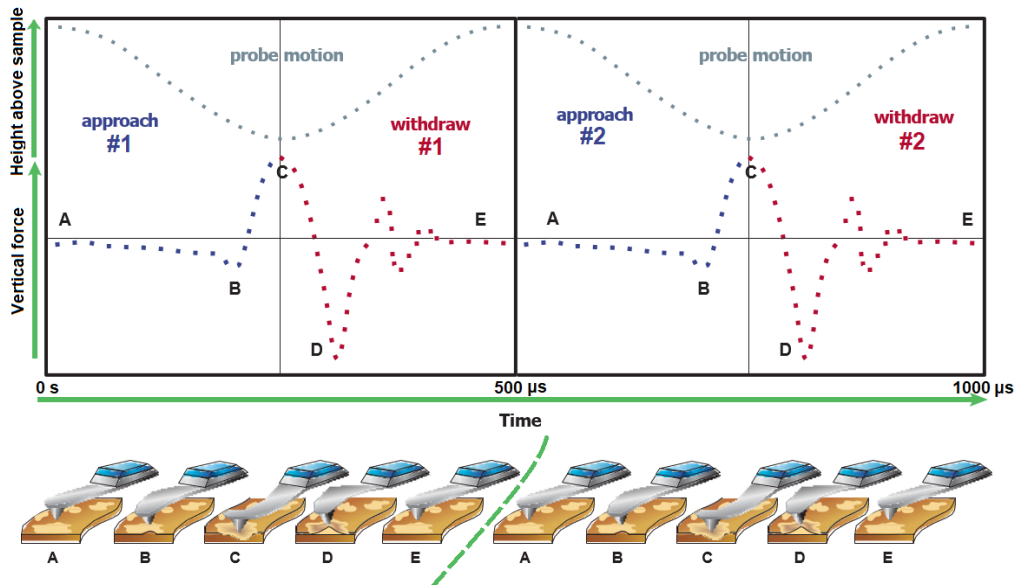 Height above sample
Vertical force
probe motion
approach
#1
withdraw
#1
A
B
C
D
E
probe motion
approach
#2
withdraw
#2
A
B
C
D
E
0 s
500 µs
1000 µs
Time
A B C D E A B C D E